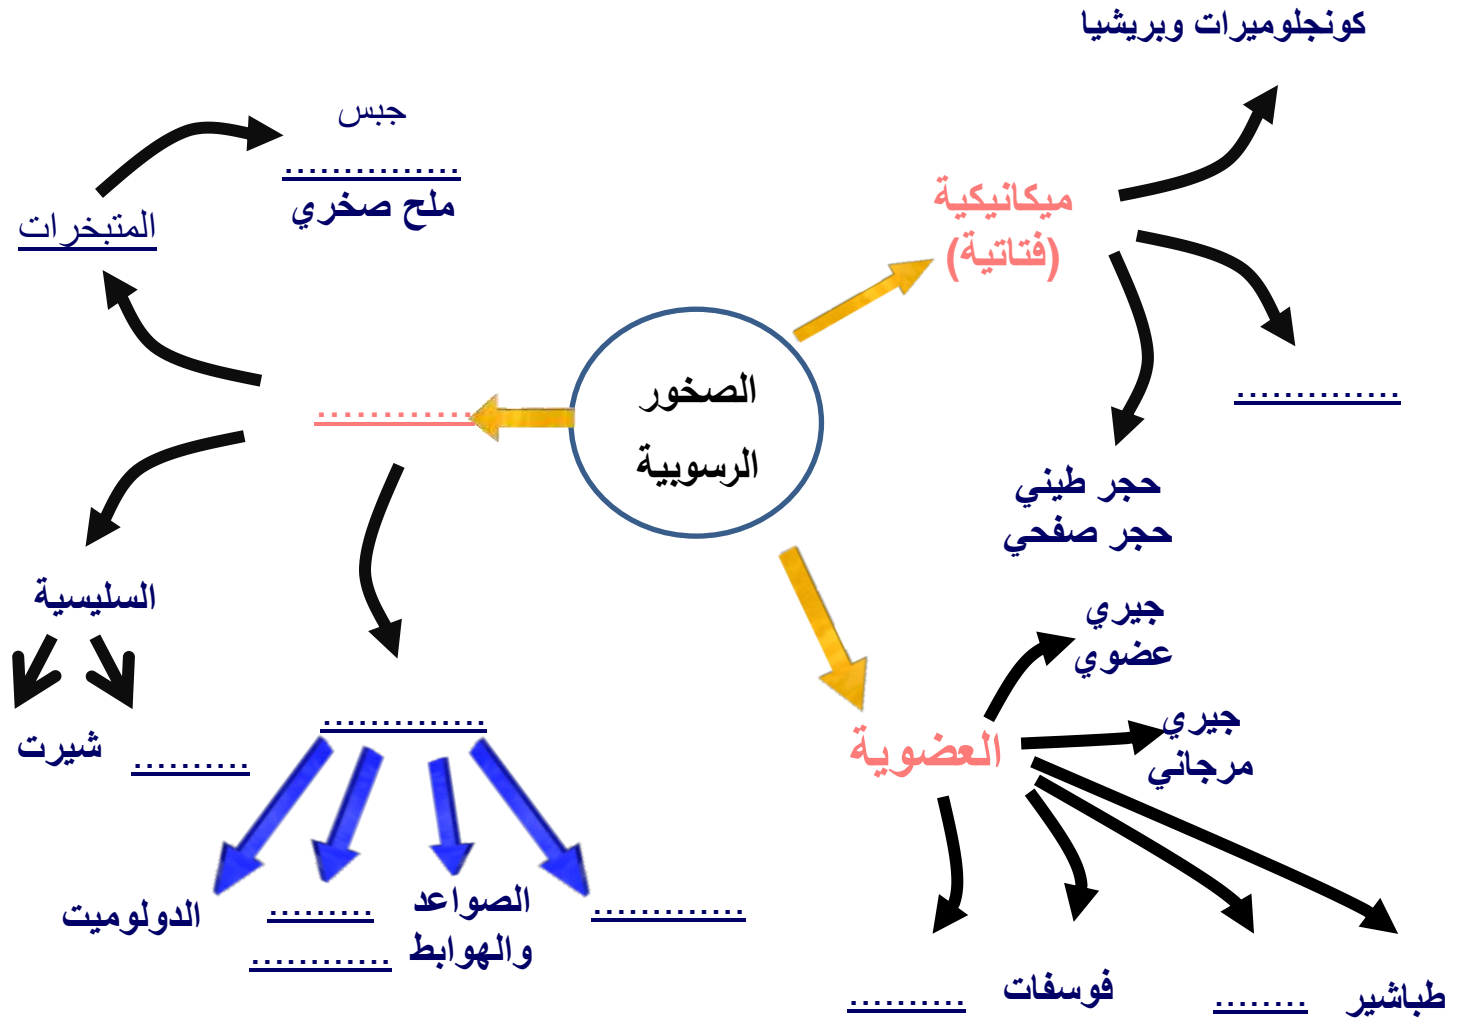 كونجلوميرات وبريشيا
جبس
...............
ملح صخري
ميكانيكية
(فتاتية)
المتبخرات
..............
............
الصخور
الرسوبية
حجر طيني
حجر صفحي
السليسية
جيري
عضوي
..............
جيري
مرجاني
العضوية
شيرت
..........
الدولوميت
.........
............
الصواعد
والهوابط
.............
..........
فوسفات
........
طباشير